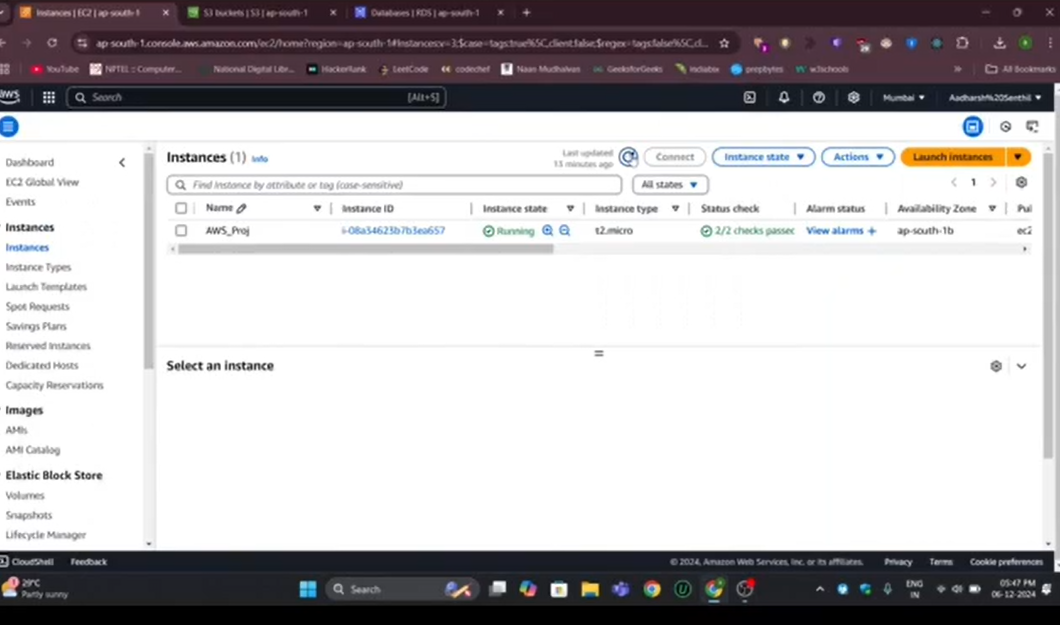 Instances | EC2 | ap-south-1
S3 buckets | S3 | ap-south-1
Databases | RDS | ap-south-1
ap-south-1.console.aws.amazon.com/ec2/home?region=ap-south-1#Instances:v=3;$case=tags:true%5C,client:false;$regex=tags:false%5C,cl...
YouTube
NPTEL :: Computer...
National Digital Libr...
HackerRank
LeetCode
codechef
Naan Mudhalvan
GeeksforGeeks
Indiabix
prepbytes
w3schools
»
All Bookmarks
aws
Search
[Alt+S]
Mumbai
Aadharsh%20Senthil
Dashboard
EC2 Global View
Events
Instances
Instances
Instance Types
Launch Templates
Spot Requests
Savings Plans
Reserved Instances
Dedicated Hosts
Capacity Reservations
Images
AMIs
AMI Catalog
Elastic Block Store
Volumes
Snapshots
Lifecycle Manager
Instances (1) Info
Last updated
13 minutes ago
Connect
Instance state
Actions
Launch instances
Find Instance by attribute or tag (case-sensitive)
All states
1
Name
Instance ID
Instance state
Instance type
Status check
Alarm status
Availability Zone
AWS_Proj
i-08a34623b7b3ea657
Running
t2.micro
2/2 checks passec
View alarms +
ap-south-1b
ec2
Select an instance
CloudShell
Feedback
© 2024, Amazon Web Services, Inc. or its affiliates.
Privacy
Terms
Cookie preferences
29°C
Partly sunny
Search
ENG
IN
05:47 PM
06-12-2024